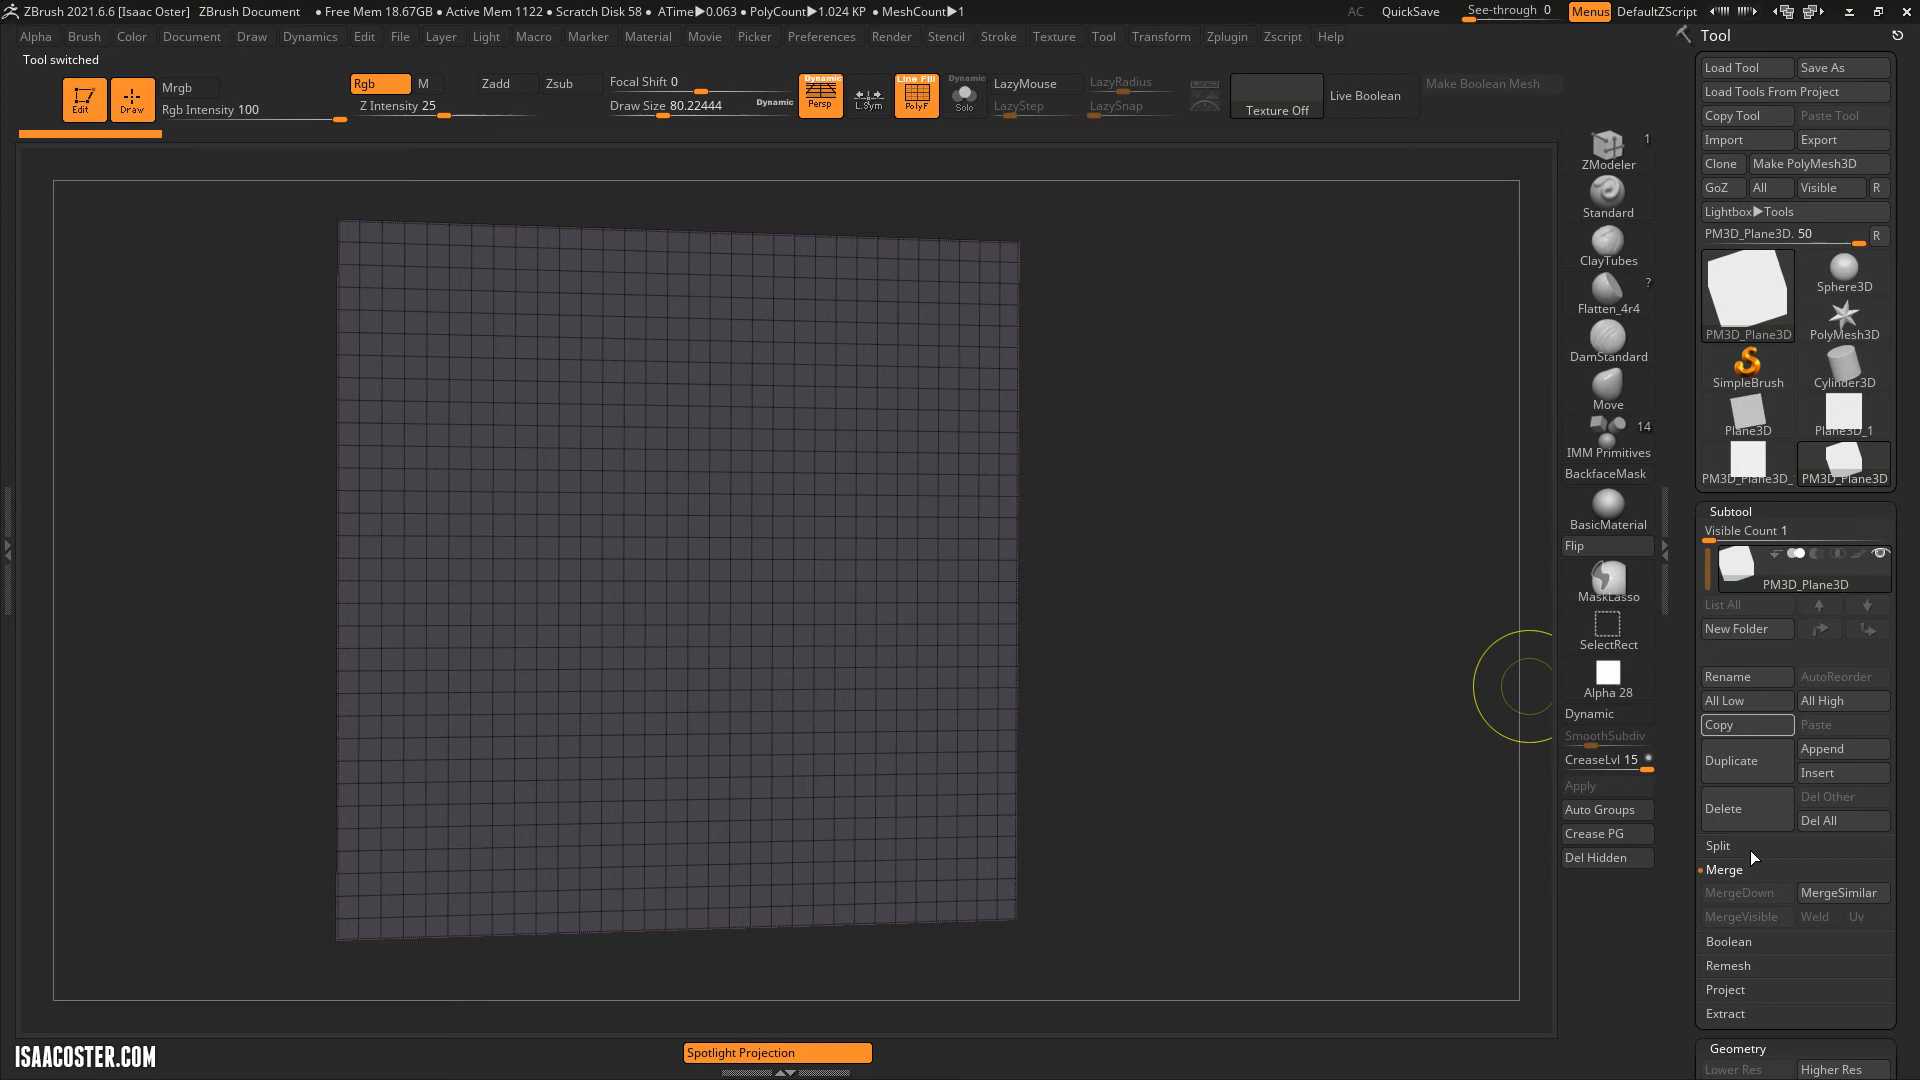 ZBrush 2021.6.6 [Isaac Oster] ZBrush Document • Free Mem 18.67GB • Active Mem 1122 • Scratch Disk 58 • ATime▶0.063 • PolyCount▶1.024 KP • MeshCount▶1 AC QuickSave See-through 0 Menus DefaultZScript
Alpha Brush Color Document Draw Dynamics Edit File Layer Light Macro Marker Material Movie Picker Preferences Render Stencil Stroke Texture Tool Transform Zplugin Zscript Help
Tool switched
Edit
Draw
Mrgb
Rgb Intensity 100
Rgb M
Z Intensity 25
Zadd Zsub
Focal Shift 0
Draw Size 80.22444
Dynamic
Dynamic
Persp
L.Sym
Line Fill
PolyF
Dynamic
Solo
LazyMouse
LazyStep
LazyRadius
LazySnap
Texture Off
Live Boolean
Make Boolean Mesh
1
ZModeler
Standard
ClayTubes
?
Flatten_4r4
DamStandard
Move
14
IMM Primitives
BackfaceMask
BasicMaterial
Flip
MaskLasso
SelectRect
Alpha 28
Dynamic
SmoothSubdiv
CreaseLvl 15
Apply
Auto Groups
Crease PG
Del Hidden
Tool
Load Tool Save As
Load Tools From Project
Copy Tool Paste Tool
Import Export
Clone Make PolyMesh3D
GoZ All Visible R
Lightbox▶Tools
PM3D_Plane3D. 50 R
PM3D_Plane3D
Sphere3D
PolyMesh3D
SimpleBrush Cylinder3D
Plane3D Plane3D_1
PM3D_Plane3D_ PM3D_Plane3D
Subtool
Visible Count 1
PM3D_Plane3D
List All
New Folder
Rename AutoReorder
All Low All High
Copy Paste
Duplicate
Append
Insert
Delete
Del Other
Del All
Split
Merge
MergeDown MergeSimilar
MergeVisible Weld Uv
Boolean
Remesh
Project
Extract
Geometry
Lower Res Higher Res
Spotlight Projection
ISAACOSTER.COM